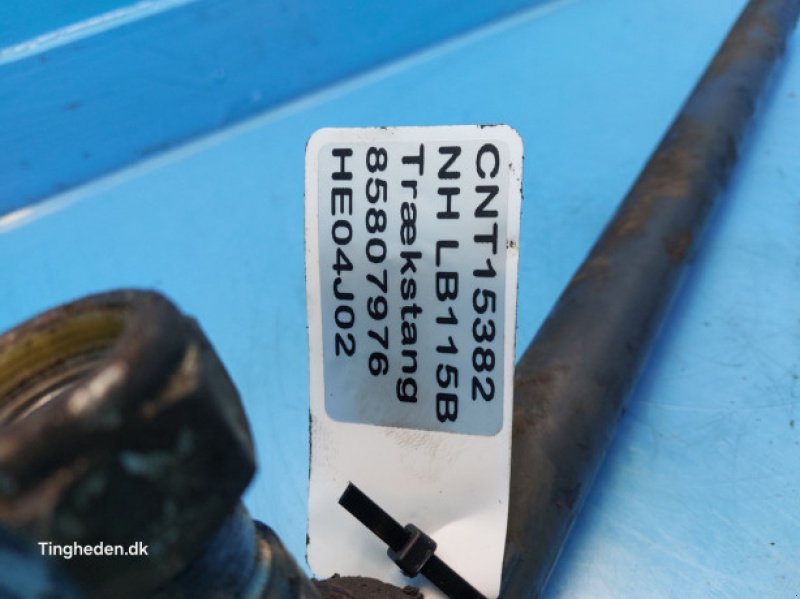 CNT15382
NH LB115B
Trækstang
85807976
HE04J02
Tingheden.dk